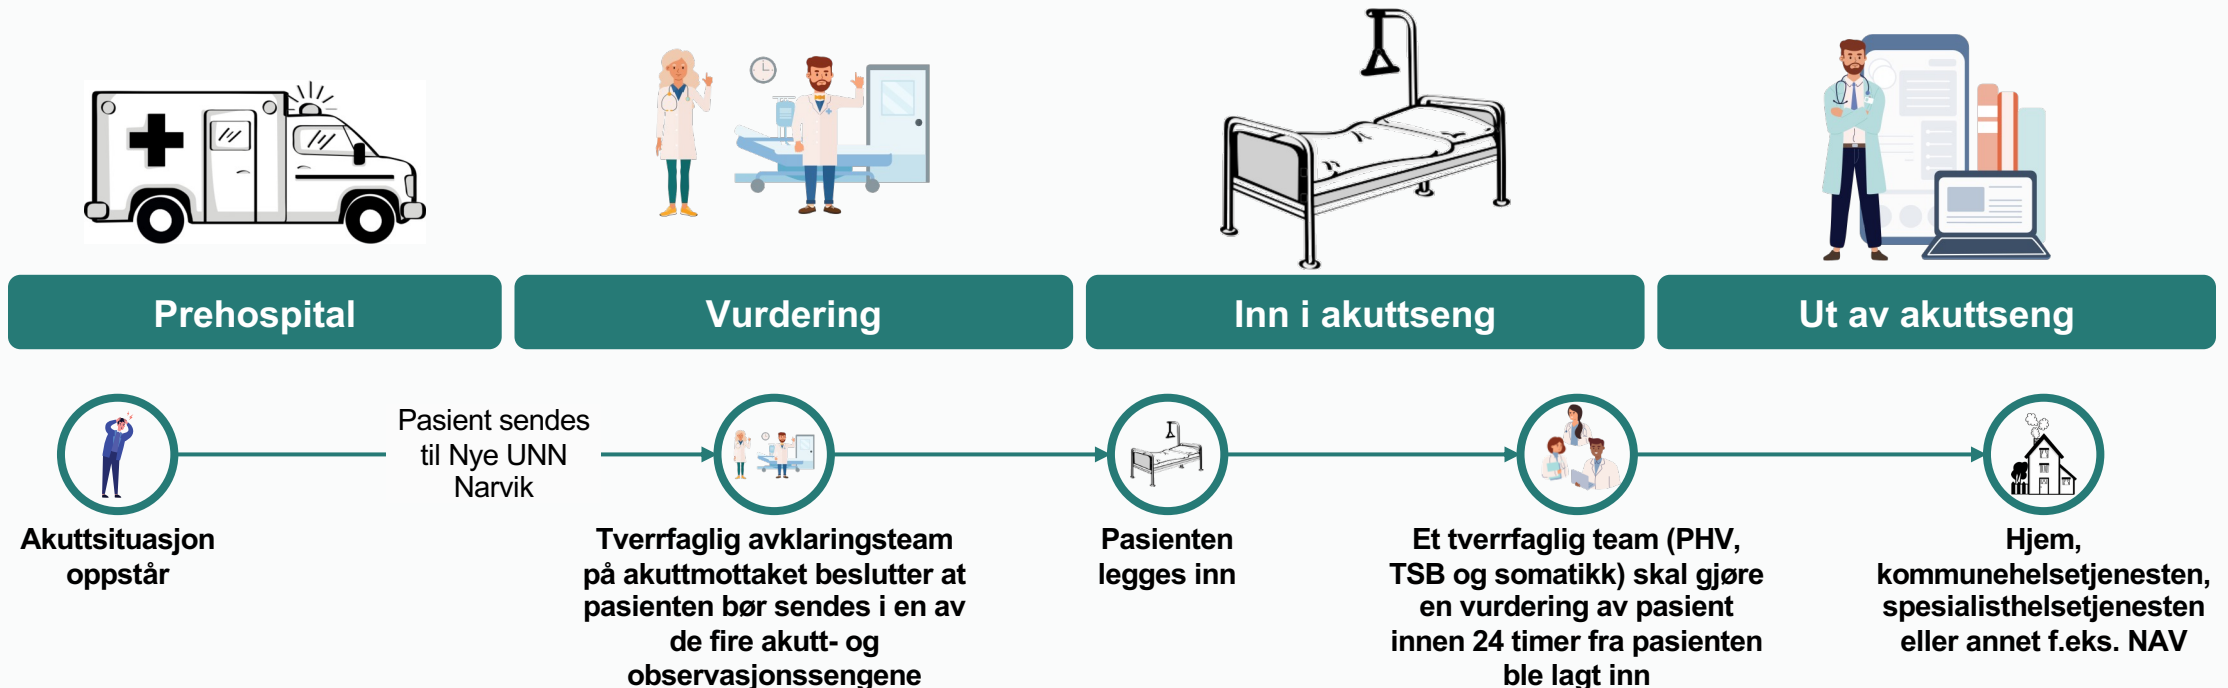 Prehospital
Vurdering
Inn i akuttseng
Ut av akuttseng
Pasient sendes
til Nye UNN
Narvik
Akuttsituasjon
oppstår
Tverrfaglig avklaringsteam
på akuttmottaket beslutter at
pasienten bør sendes i en av
de fire akutt- og
observasjonssengene
Pasienten
legges inn
Et tverrfaglig team (PHV,
TSB og somatikk) skal gjøre
en vurdering av pasient
innen 24 timer fra pasienten
ble lagt inn
Hjem,
kommunehelsetjenesten,
spesialisthelsetjenesten
eller annet f.eks. NAV